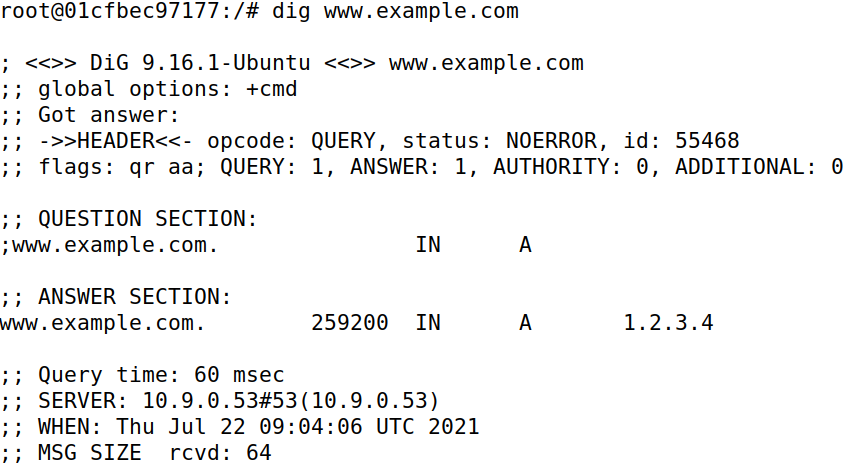 root@01cfbec97177:/# dig www.example.com
; <<>> DiG 9.16.1-Ubuntu <<>> www.example.com
;; global options: +cmd
;; Got answer:
;; ->>HEADER<<- opcode: QUERY, status: NOERROR, id: 55468
;; flags: qr aa; QUERY: 1, ANSWER: 1, AUTHORITY: 0, ADDITIONAL: 0
;; QUESTION SECTION:
;www.example.com. IN A
;; ANSWER SECTION:
www.example.com. 259200 IN A 1.2.3.4
;; Query time: 60 msec
;; SERVER: 10.9.0.53#53(10.9.0.53)
;; WHEN: Thu Jul 22 09:04:06 UTC 2021
;; MSG SIZE rcvd: 64